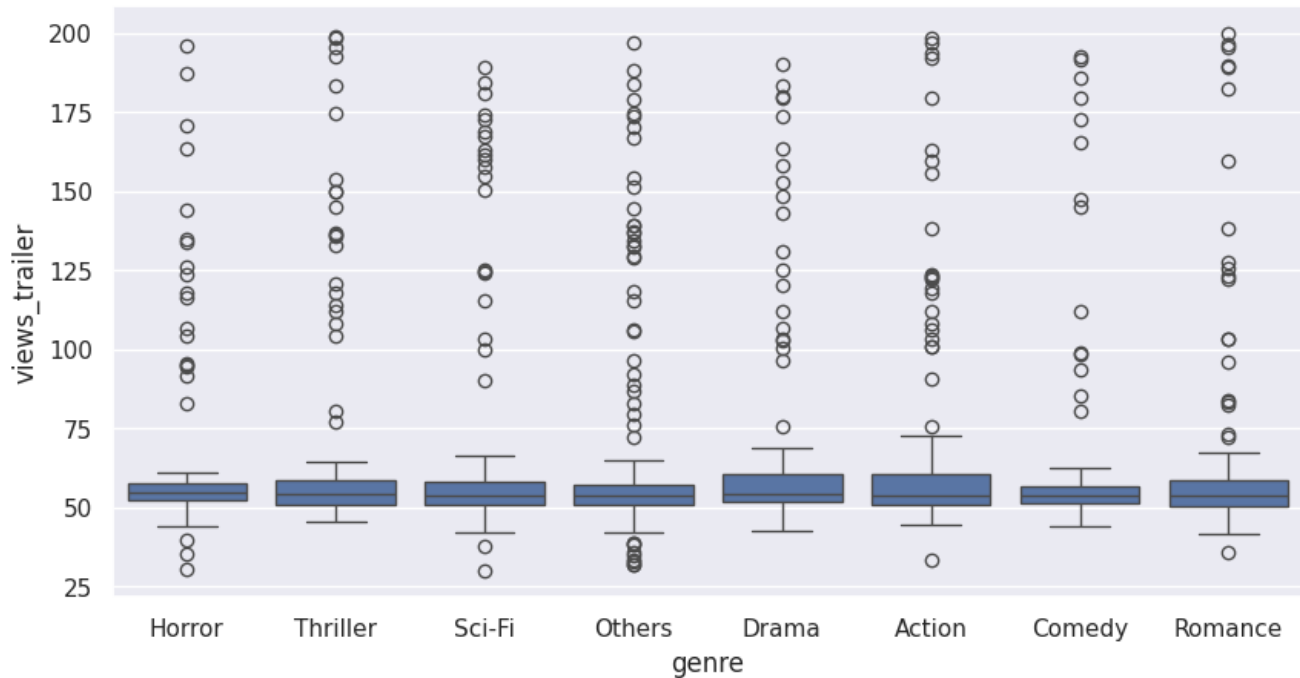 200
175
150
125
100
75
50
25
views_trailer
Horror Thriller Sci-Fi Others Drama Action Comedy Romance
genre